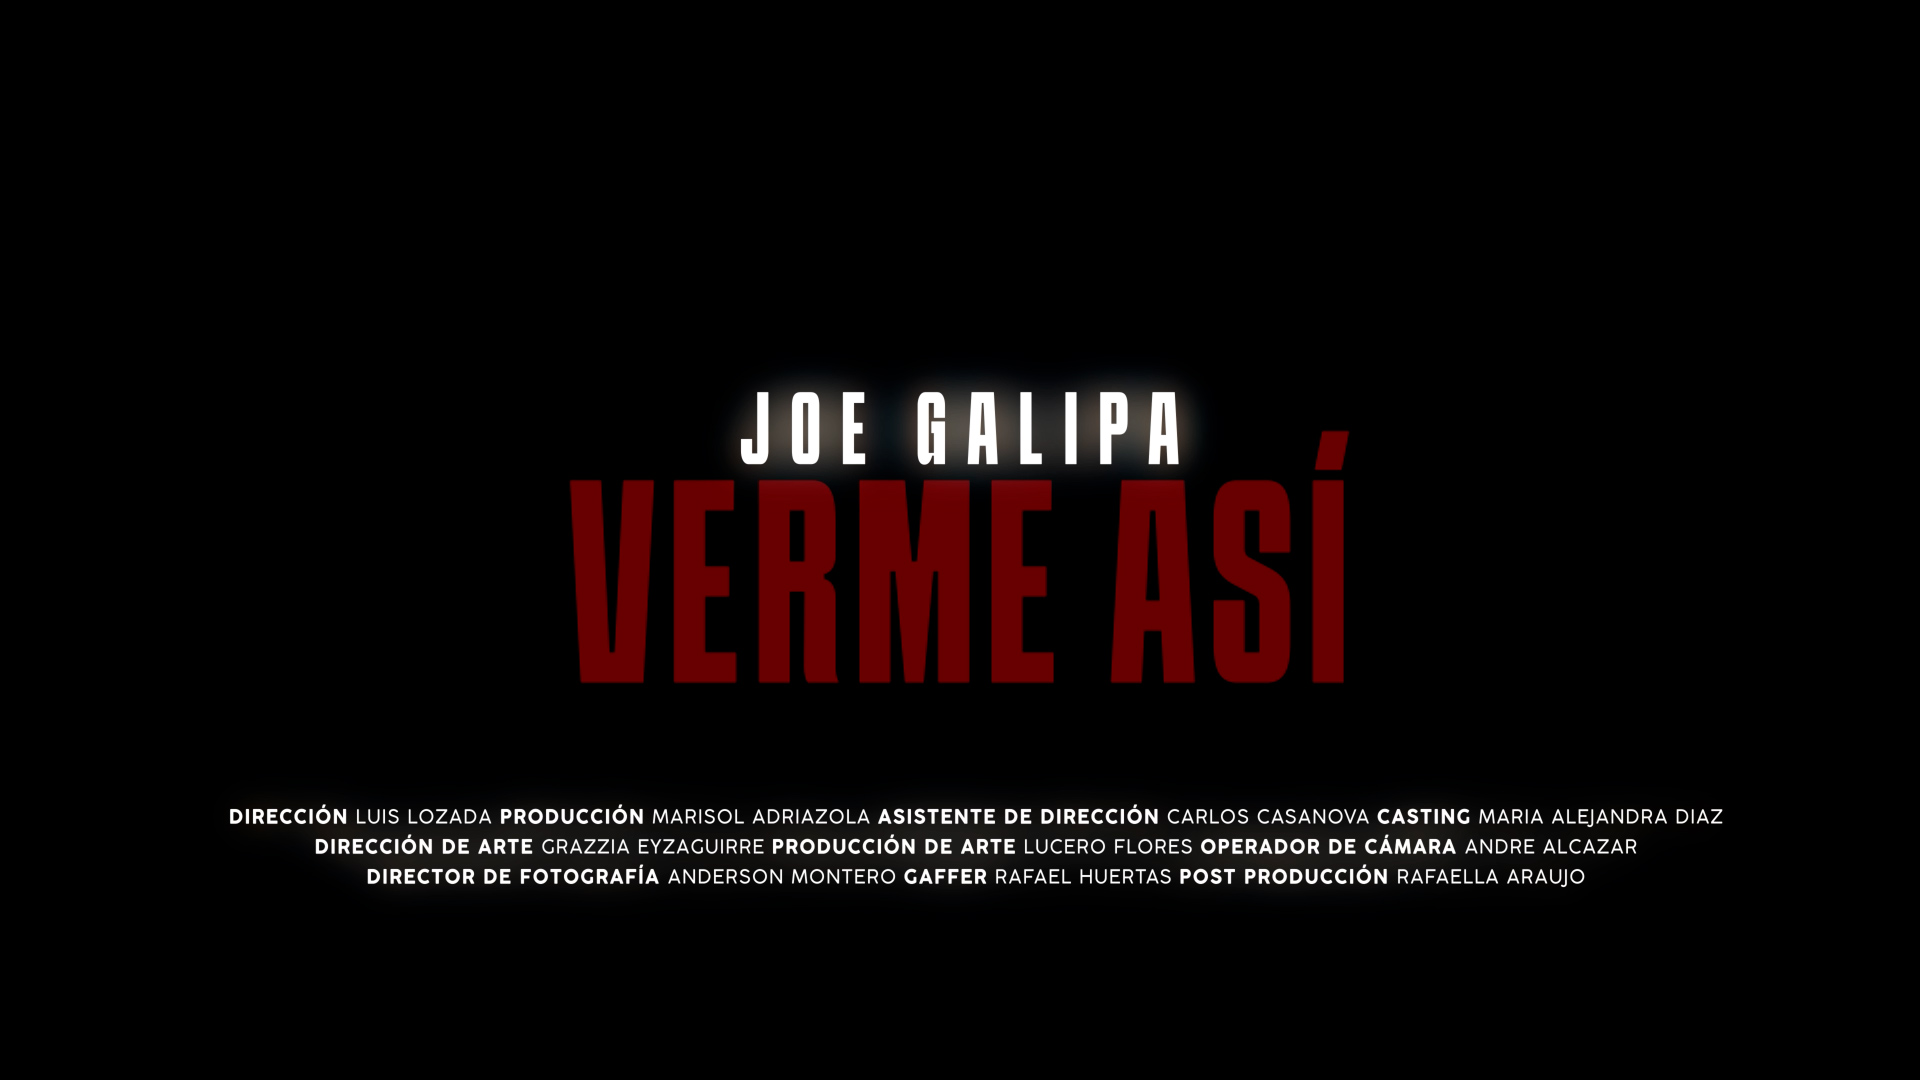 JOE GALIPA
VERME ASÍ
DIRECCIÓN LUIS LOZADA PRODUCCIÓN MARISOL ADRIAZOLA ASISTENTE DE DIRECCIÓN CARLOS CASANOVA CASTING MARIA ALEJANDRA DIAZ
DIRECCIÓN DE ARTE GRAZZIA EYZAGUIRRE PRODUCCIÓN DE ARTE LUCERO FLORES OPERADOR DE CÁMARA ANDRE ALCAZAR
DIRECTOR DE FOTOGRAFÍA ANDERSON MONTERO GAFFER RAFAEL HUERTAS POST PRODUCCIÓN RAFAELLA ARAUJO